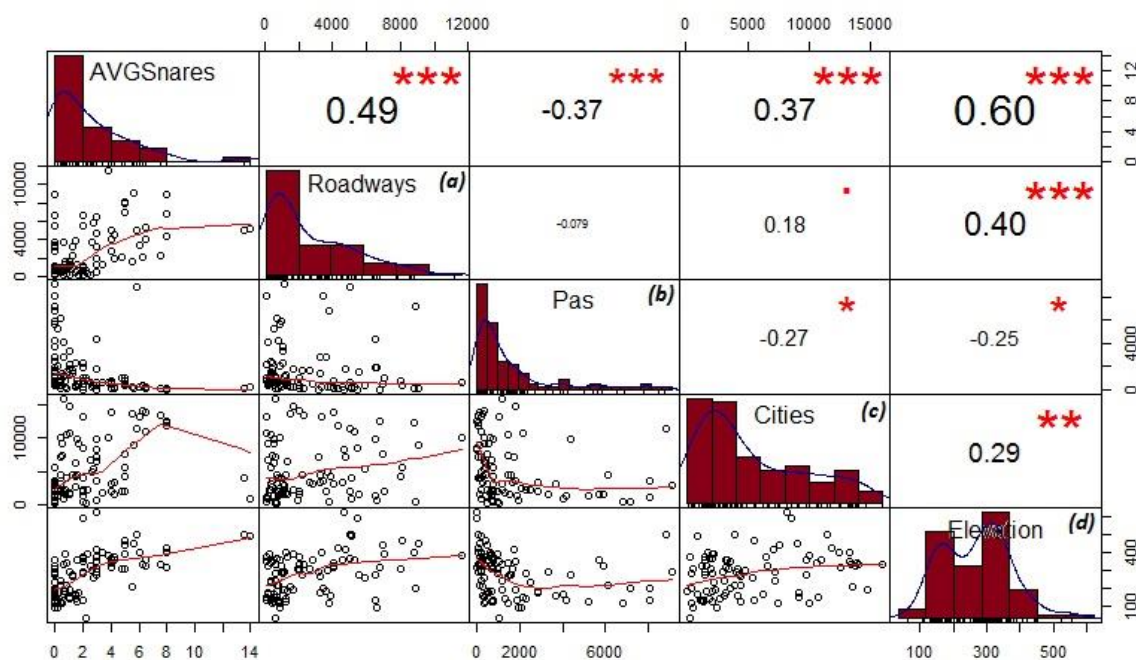 0 4000 8000 12000 0 5000 10000 15000
AVGSnares *** 0.49 *** -0.37 *** 0.37 *** 0.60 0 4 8 12
0 4000 10000 Roadways (a) -0.079 . 0.18 *** 0.40
Pas (b) * -0.27 * -0.25 0 4000
0 10000 Cities (c) ** 0.29
Elevation (d) 100 400
0 2 4 6 8 10 14 0 2000 6000 100 300 500